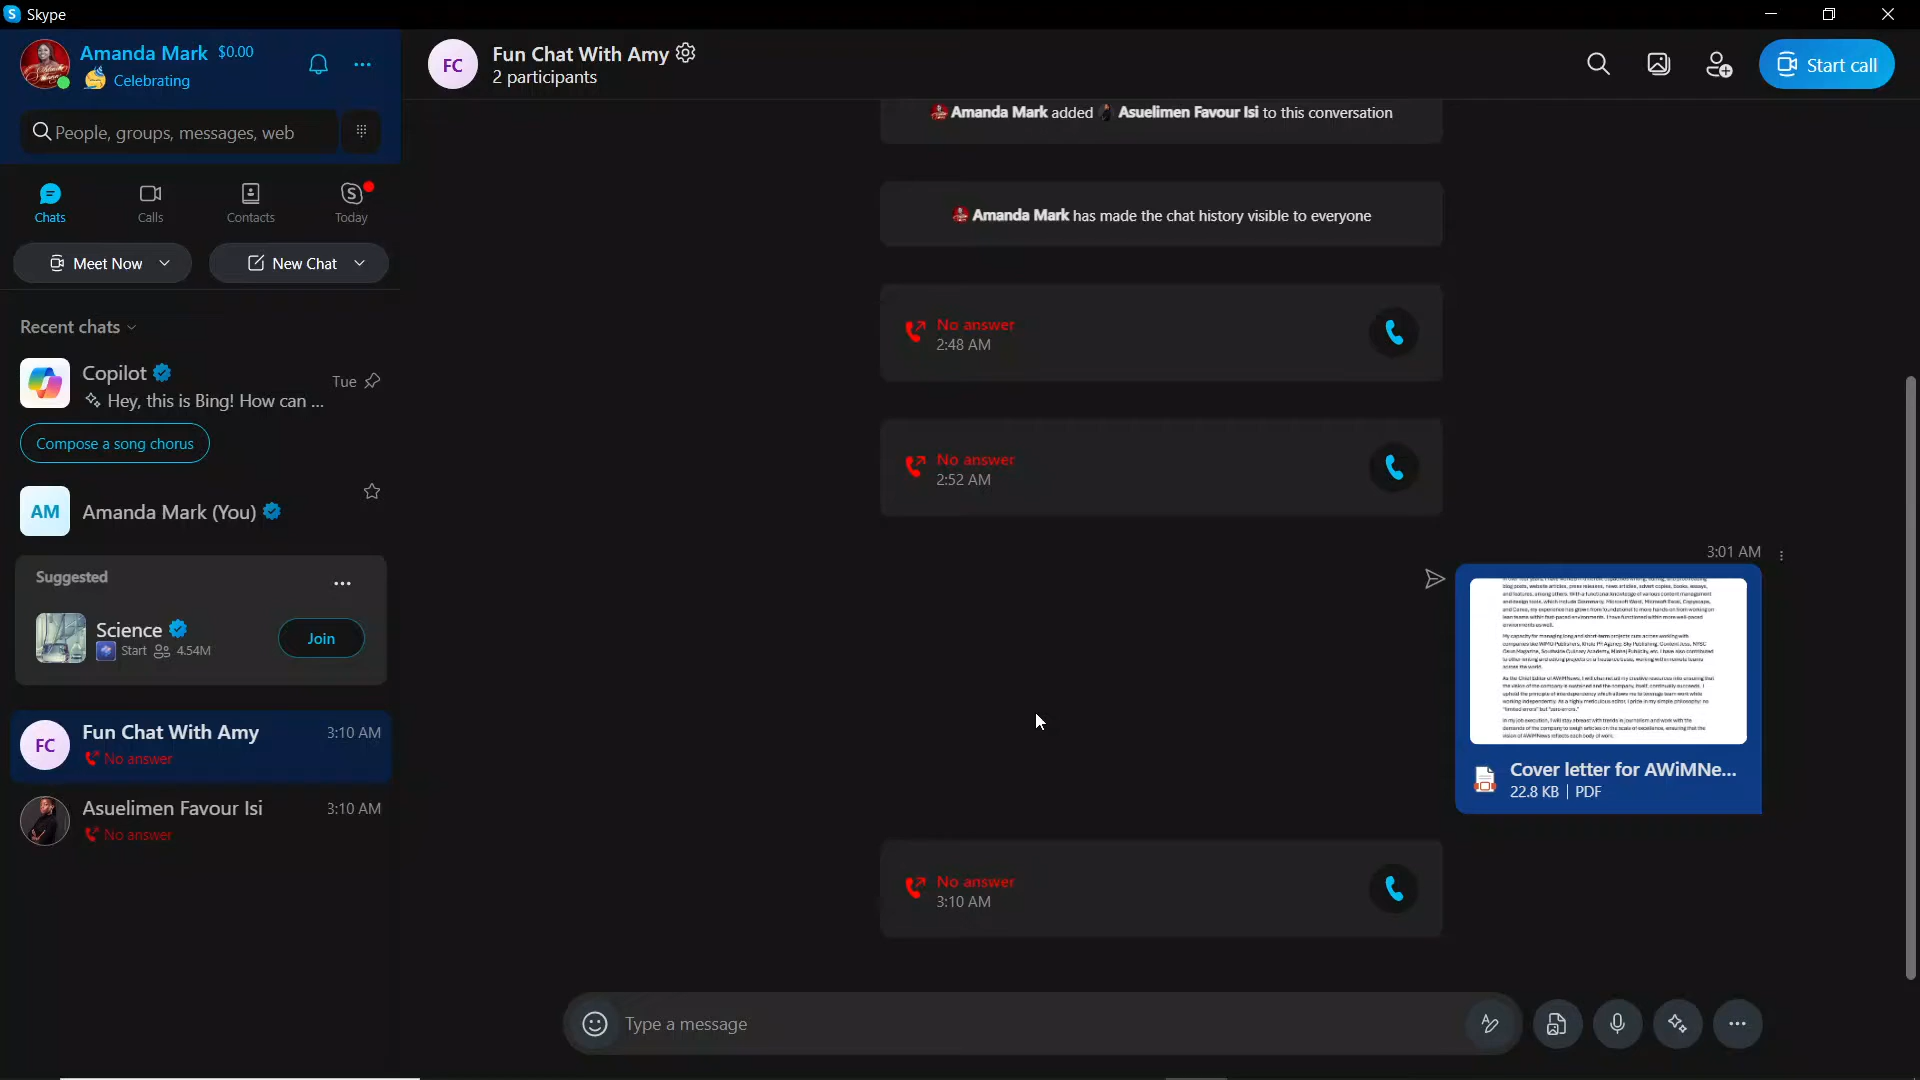 Skype
Amanda Mark $0.00
Celebrating
People, groups, messages, web
Chats
Calls
Contacts
Today
Meet Now
New Chat
Recent chats
Copilot
Tue
Hey, this is Bing! How can ...
Compose a song chorus
AM
Amanda Mark (You)
Suggested
Science
Start 4.54M
Join
FC
Fun Chat With Amy
3:10 AM
No answer
Asuelimen Favour Isi
3:10 AM
No answer
FC
Fun Chat With Amy
2 participants
Start call
Amanda Mark added Asuelimen Favour Isi to this conversation
Amanda Mark has made the chat history visible to everyone
No answer
2:48 AM
No answer
2:52 AM
3:01 AM
Cover letter for AWiMNe...
22.8 KB | PDF
No answer
3:10 AM
Type a message